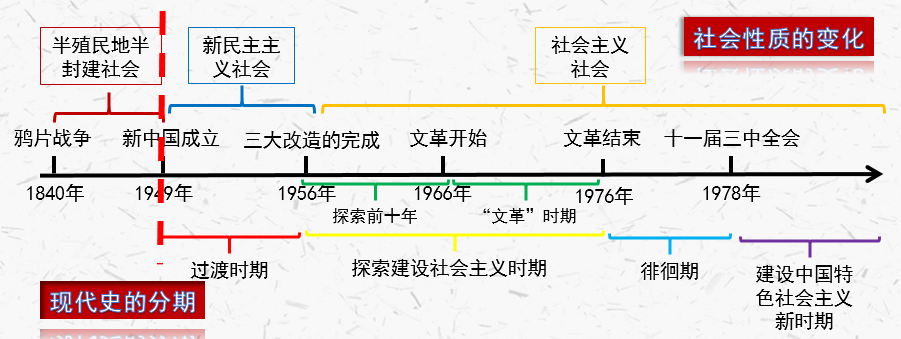 社会性质的变化
半殖民地半
封建社会
新民主主
义社会
社会主义
社会
鸦片战争
新中国成立
三大改造的完成
文革开始
文革结束
十一届三中全会
1840年
1949年
1956年
1966年
1976年
1978年
探索前十年
“文革”时期
过渡时期
探索建设社会主义时期
徘徊期
建设中国特
色社会主义
新时期
现代史的分期